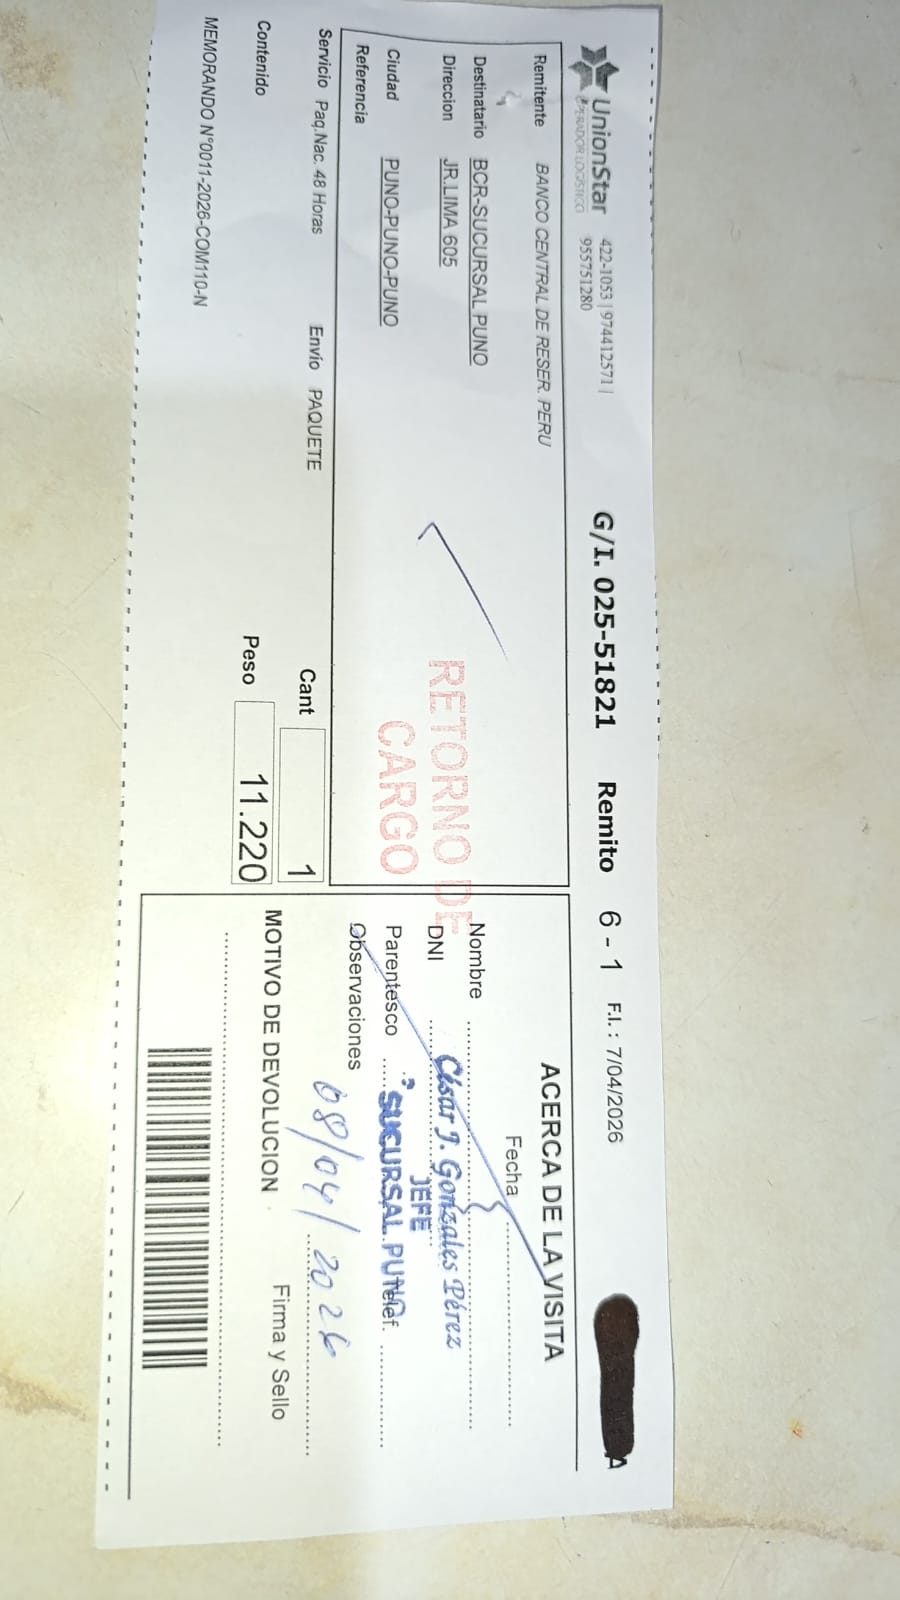 UnionStar
OPERADOR LOGÍSTICO
422-1053 | 974412571 |
955751280
G/I. 025-51821 Remito 6 - 1 F.I.: 7/04/2026
A
Remitente BANCO CENTRAL DE RESER. PERU
Destinatario BCR-SUCURSAL PUNO
Direccion JR.LIMA 605
Ciudad PUNO-PUNO-PUNO
Referencia
RETORNO DE
CARGO
Servicio Paq.Nac. 48 Horas Envío PAQUETE
Cant 1
Contenido
Peso 11.220
MEMORANDO N°0011-2026-COM110-N
ACERCA DE LA VISITA
Fecha
Nombre
César J. Gonzales Pérez
DNI
JEFE
Parentesco
SUCURSAL PUNO
Telef.
Observaciones
08/04/2026
MOTIVO DE DEVOLUCION Firma y Sello